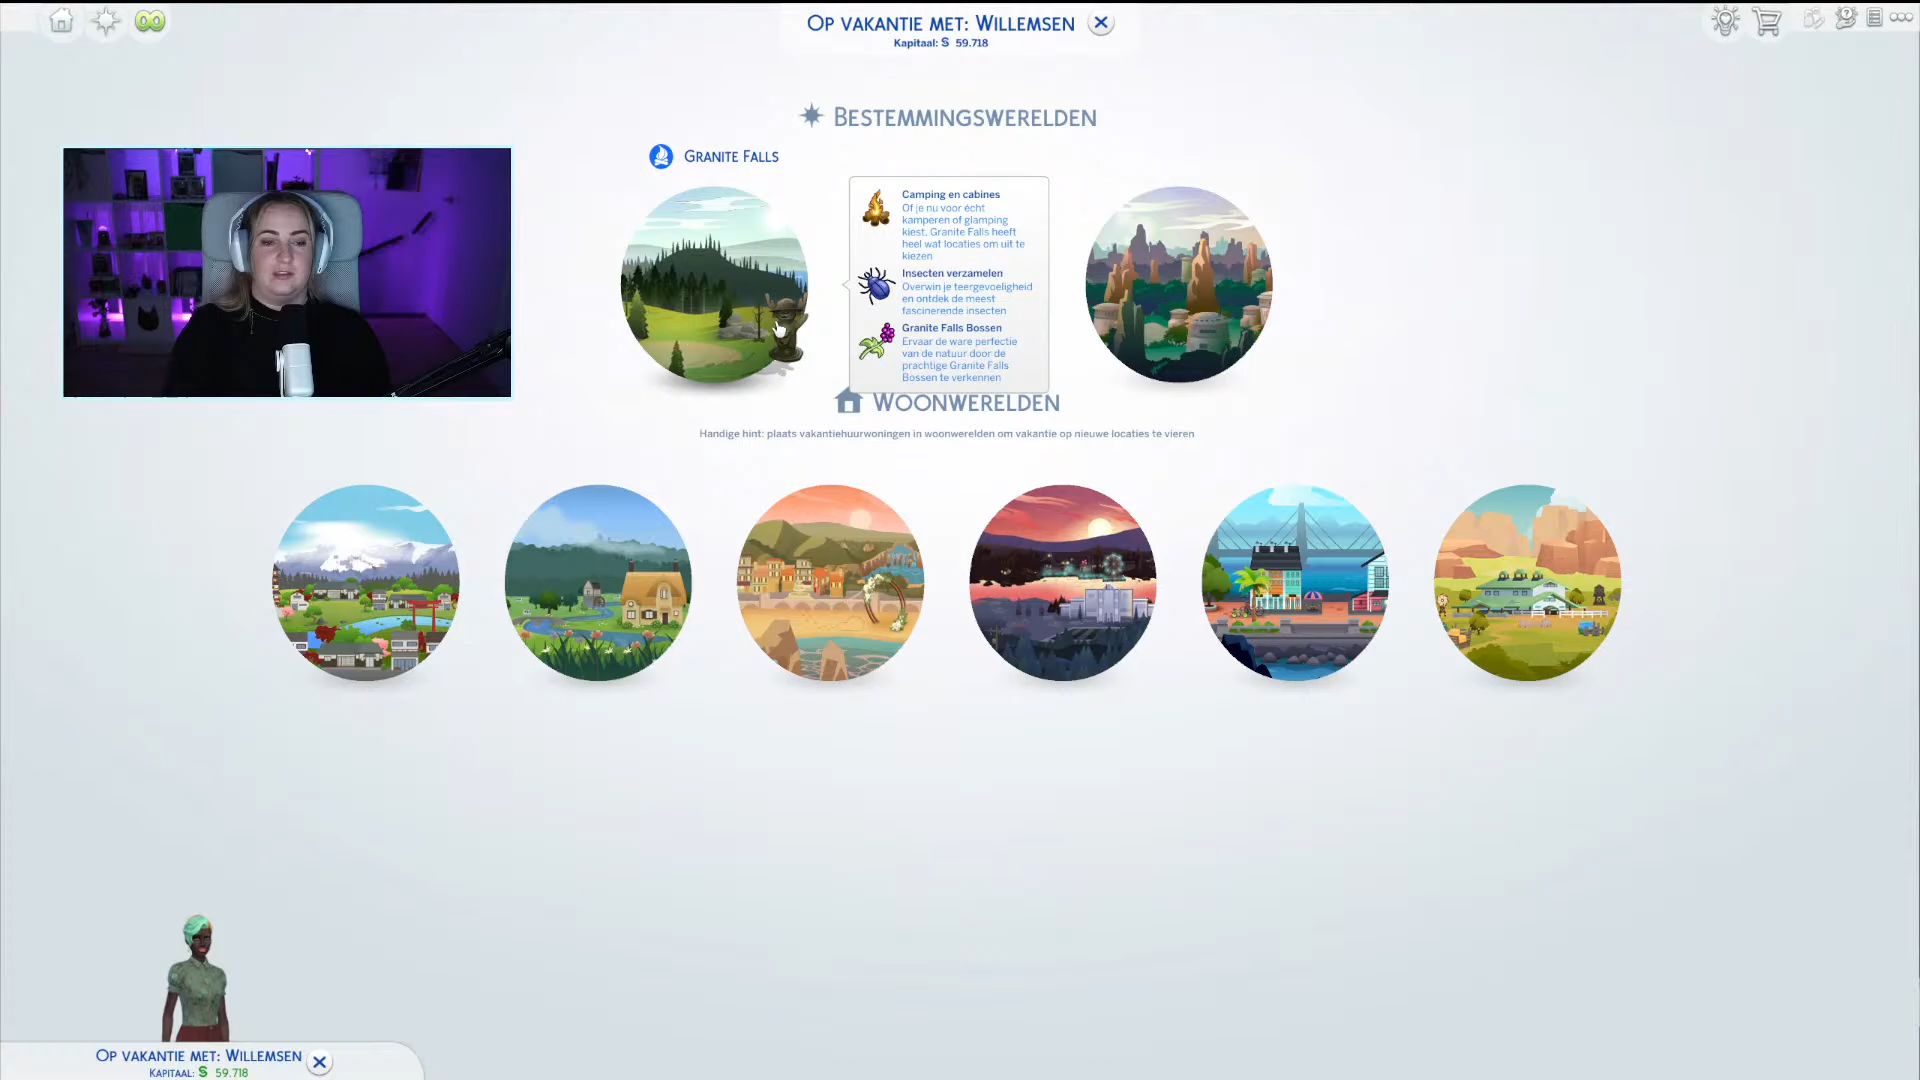 Op vakantie met: Willemsen
Kapitaal: § 59.718
Bestemmingswerelden
Granite Falls
Camping en cabines
Of je nu voor écht
kamperen of glamping
kiest, Granite Falls heeft
heel wat locaties om uit te
kiezen
Insecten verzamelen
Overwin je teergevoeligheid
en ontdek de meest
fascinerende insecten
Granite Falls Bossen
Ervaar de ware perfectie
van de natuur door de
prachtige Granite Falls
Bossen te verkennen
Woonwerelden
Handige hint: plaats vakantiehuurwoningen in woonwerelden om vakantie op nieuwe locaties te vieren
Op vakantie met: Willemsen
Kapitaal: § 59.718